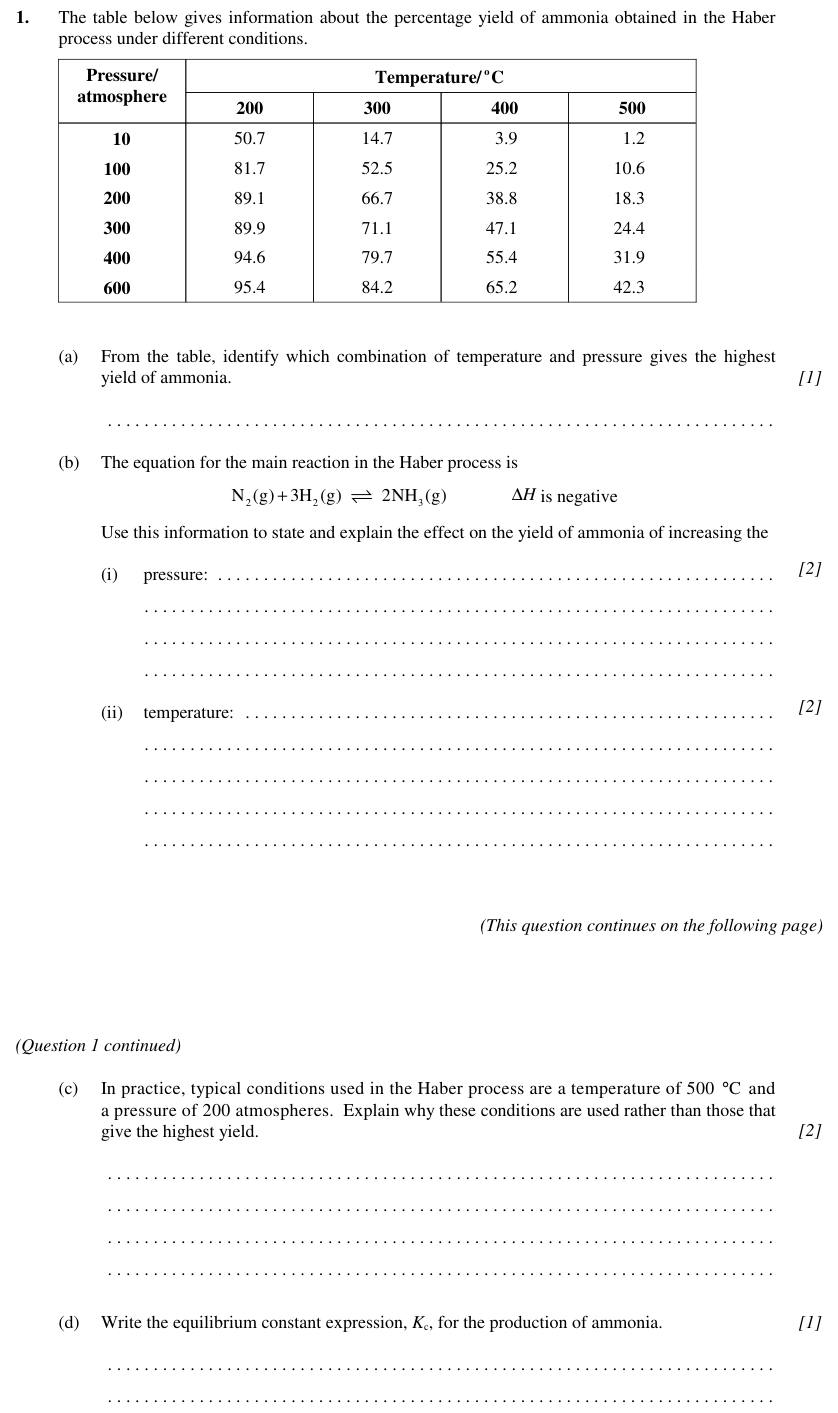 1. The table below gives information about the percentage yield of ammonia obtained in the Haber
process under different conditions.
Pressure/ Temperature/°C
atmosphere
200 300 400 500
10 50.7 14.7 3.9 1.2
100 81.7 52.5 25.2 10.6
200 89.1 66.7 38.8 18.3
300 89.9 71.1 47.1 24.4
400 94.6 79.7 55.4 31.9
600 95.4 84.2 65.2 42.3
(a) From the table, identify which combination of temperature and pressure gives the highest
yield of ammonia. [1]
(b) The equation for the main reaction in the Haber process is
N₂(g)+3H₂(g) ⇌ 2NH₃(g) ΔH is negative
Use this information to state and explain the effect on the yield of ammonia of increasing the
(i) pressure: [2]
(ii) temperature: [2]
(This question continues on the following page)
(Question 1 continued)
(c) In practice, typical conditions used in the Haber process are a temperature of 500 °C and
a pressure of 200 atmospheres. Explain why these conditions are used rather than those that
give the highest yield. [2]
(d) Write the equilibrium constant expression, Kc, for the production of ammonia. [1]